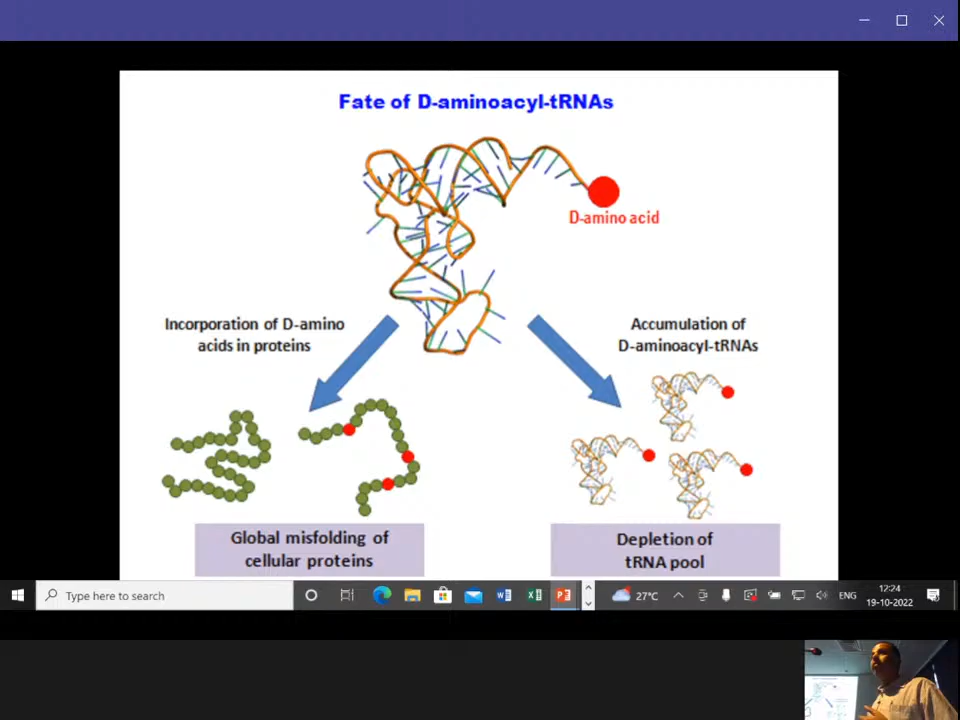 Fate of D-aminoacyl-tRNAs
D-amino acid
Incorporation of D-amino
acids in proteins
Accumulation of
D-aminoacyl-tRNAs
Global misfolding of
cellular proteins
Depletion of
tRNA pool
Type here to search
27°C
ENG
12:24
19-10-2022